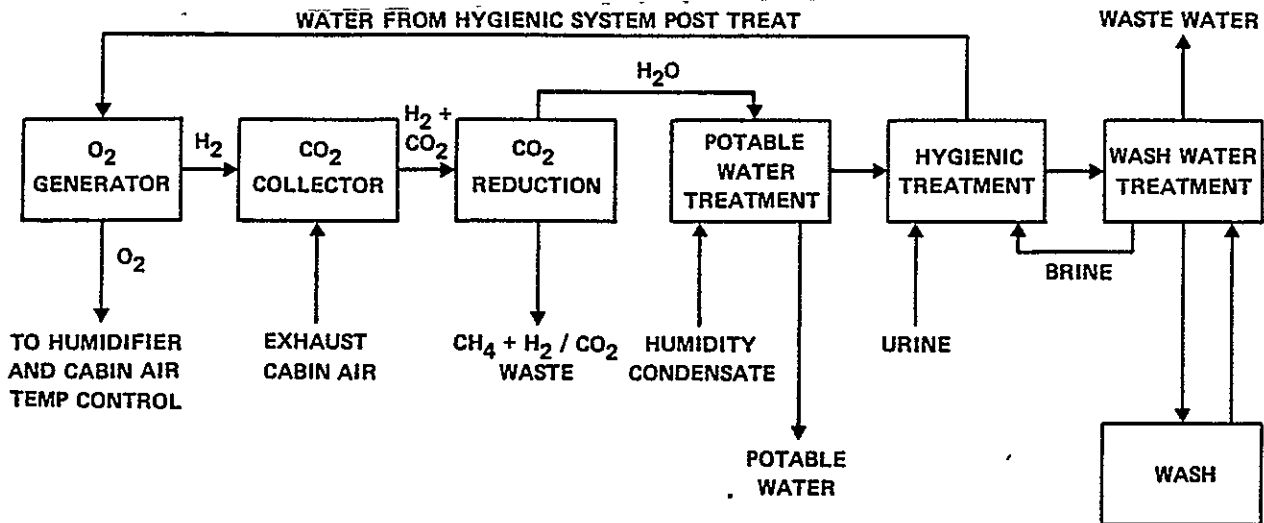 WATER FROM HYGIENIC SYSTEM POST TREAT
WASTE WATER
H2O
O2
GENERATOR
H2
CO2
COLLECTOR
H2 +
CO2
CO2
REDUCTION
POTABLE
WATER
TREATMENT
HYGIENIC
TREATMENT
WASH WATER
TREATMENT
O2
BRINE
TO HUMIDIFIER
AND CABIN AIR
TEMP CONTROL
EXHAUST
CABIN AIR
CH4 + H2 / CO2
WASTE
HUMIDITY
CONDENSATE
URINE
POTABLE
WATER
WASH